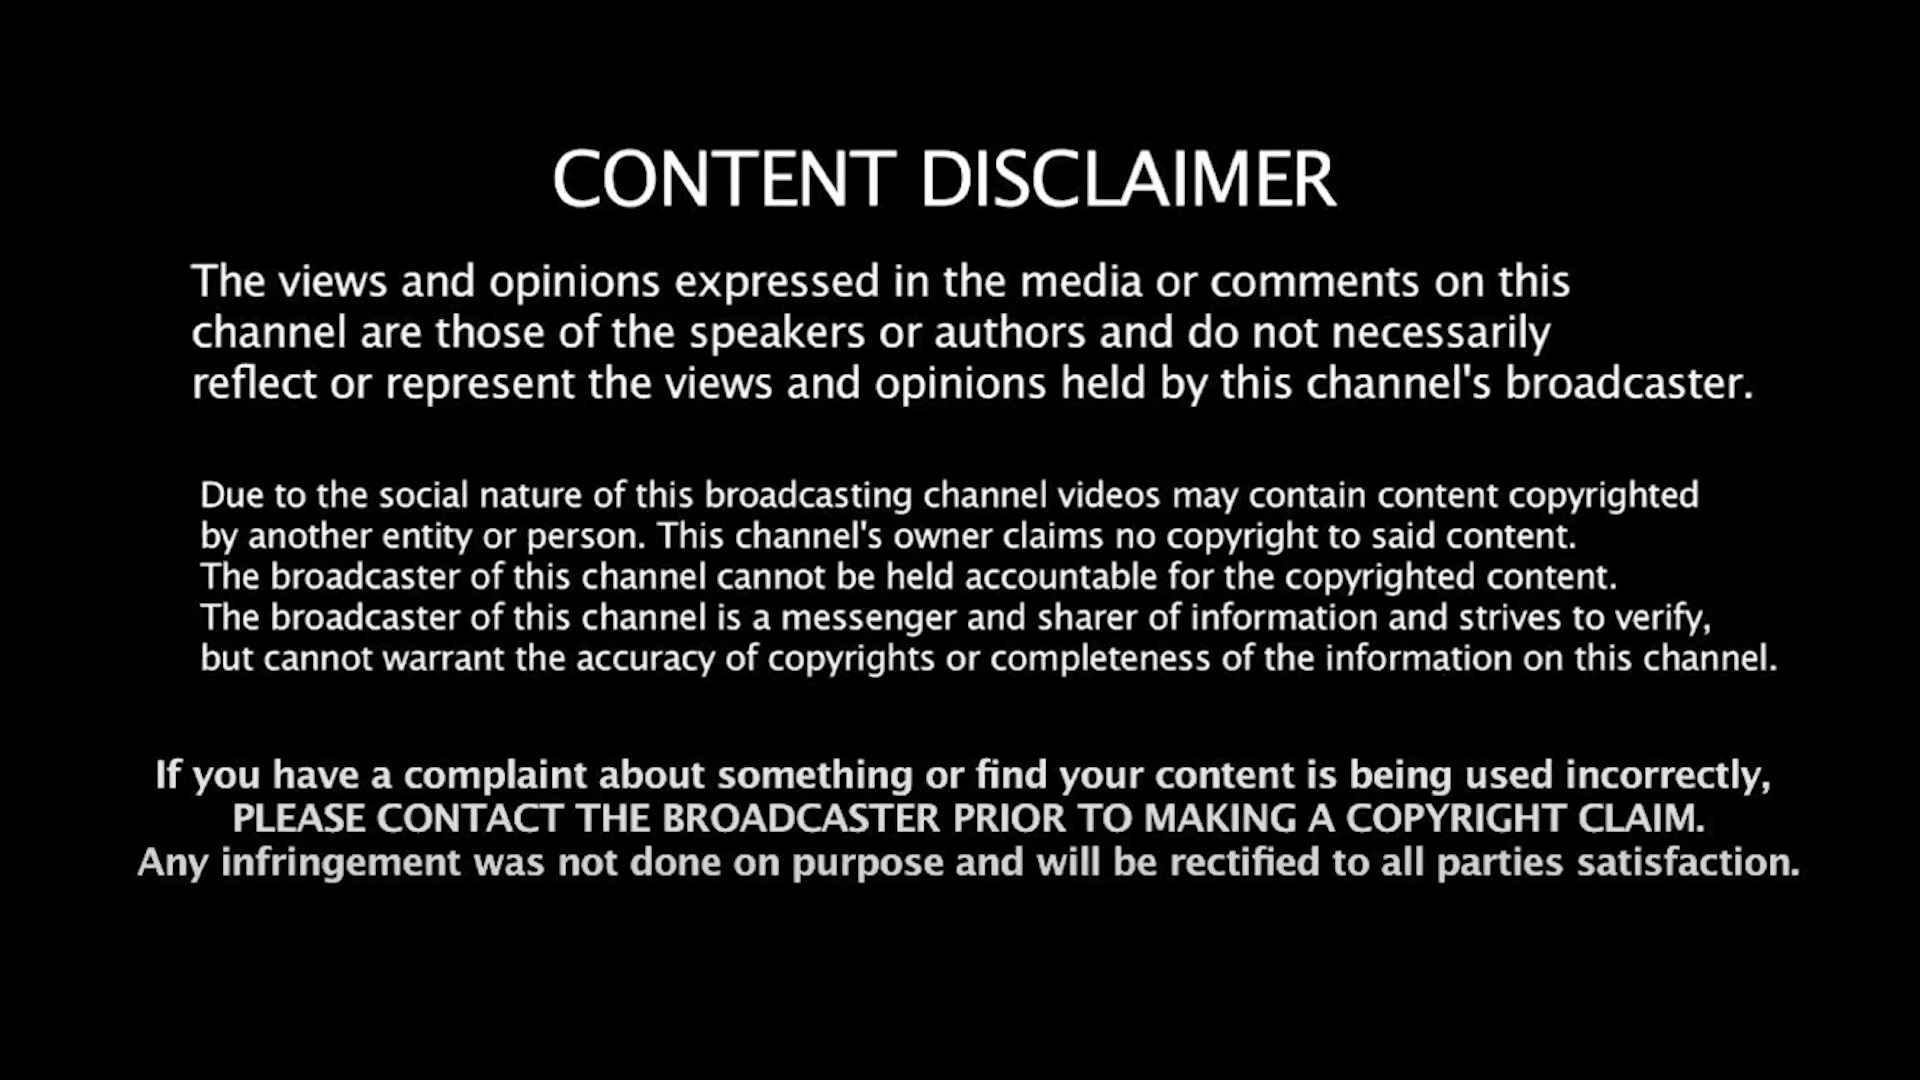 CONTENT DISCLAIMER
The views and opinions expressed in the media or comments on this
channel are those of the speakers or authors and do not necessarily
reflect or represent the views and opinions held by this channel's broadcaster.
Due to the social nature of this broadcasting channel videos may contain content copyrighted
by another entity or person. This channel's owner claims no copyright to said content.
The broadcaster of this channel cannot be held accountable for the copyrighted content.
The broadcaster of this channel is a messenger and sharer of information and strives to verify,
but cannot warrant the accuracy of copyrights or completeness of the information on this channel.
If you have a complaint about something or find your content is being used incorrectly,
PLEASE CONTACT THE BROADCASTER PRIOR TO MAKING A COPYRIGHT CLAIM.
Any infringement was not done on purpose and will be rectified to all parties satisfaction.